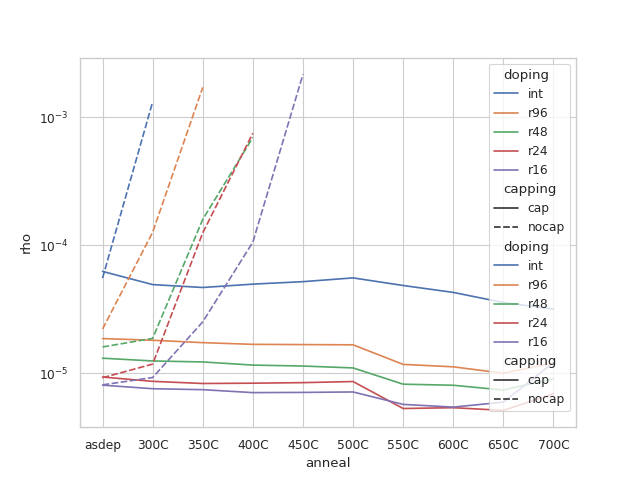 doping
int
r96
r48
r24
r16
capping
cap
nocap
doping
int
r96
r48
r24
r16
capping
cap
nocap
10⁻³
10⁻⁴
10⁻⁵
rho
asdep 300C 350C 400C 450C 500C 550C 600C 650C 700C
anneal